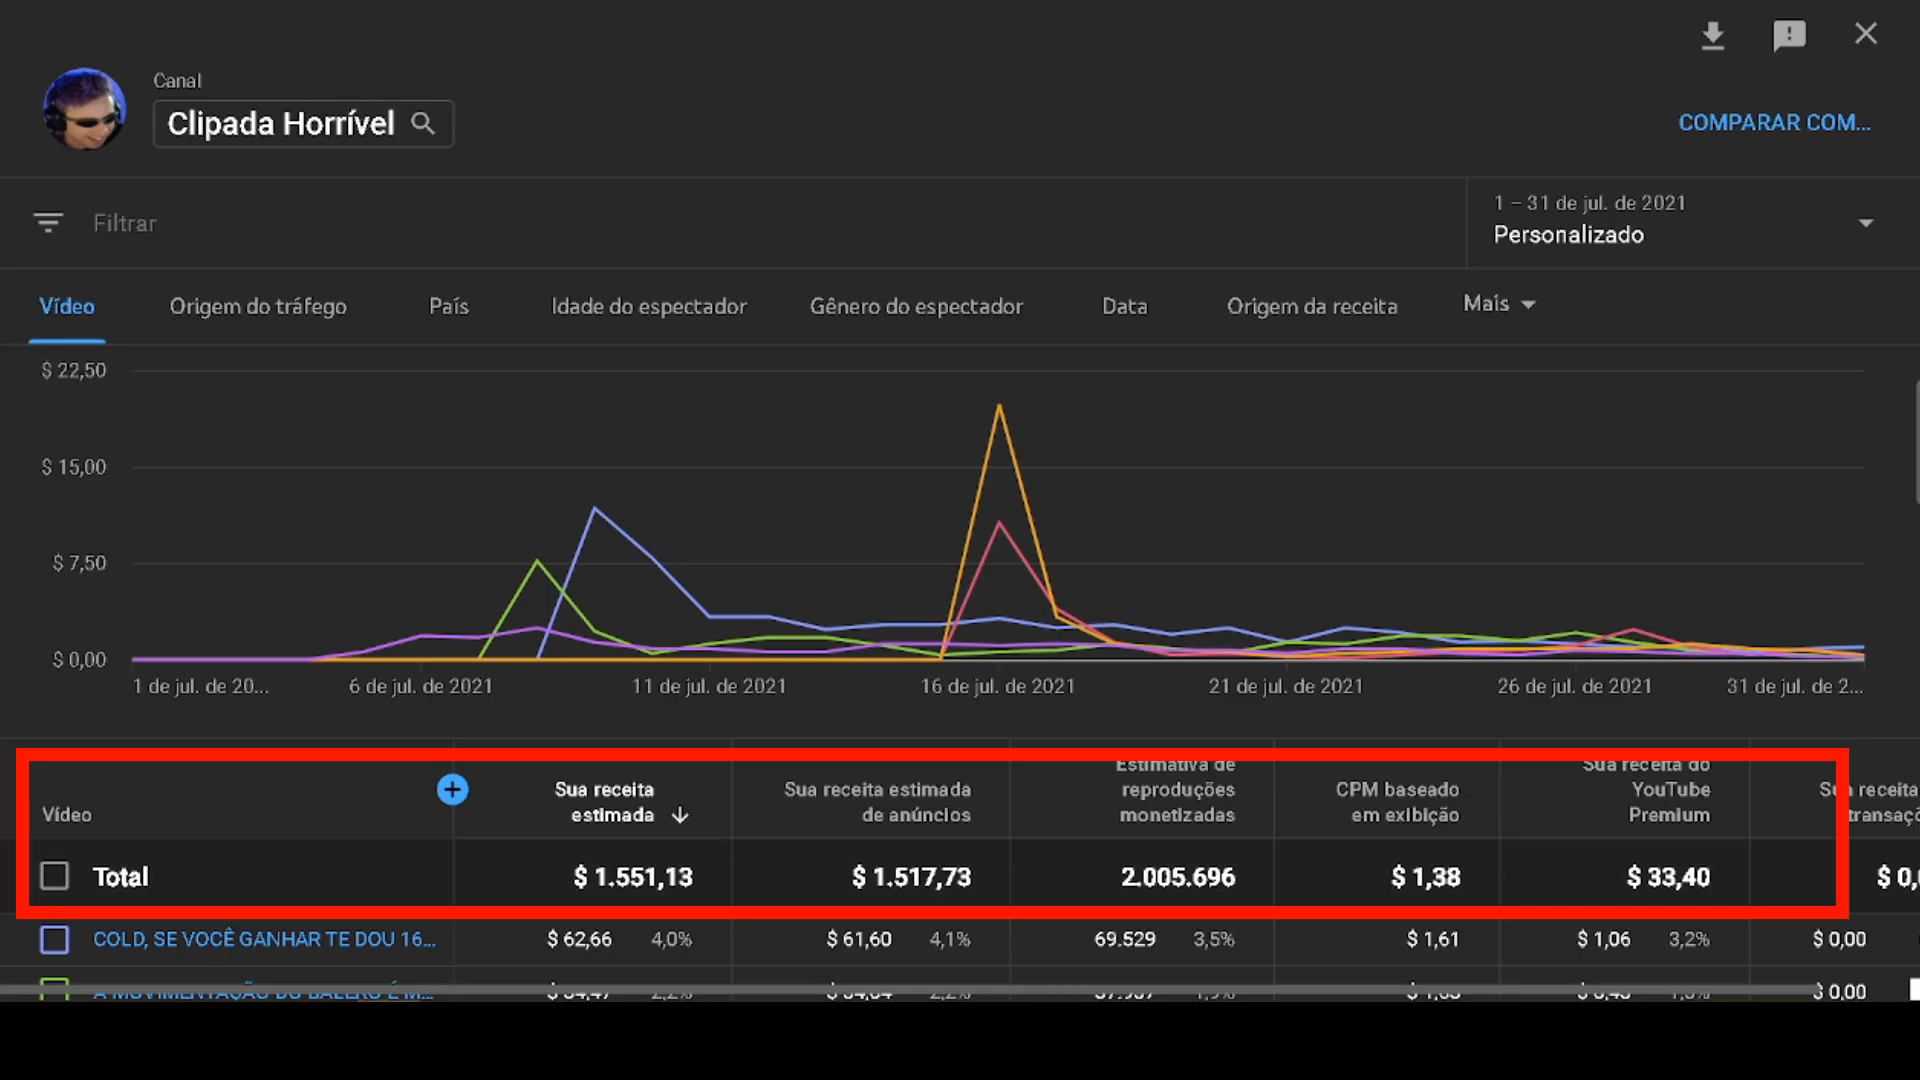 Canal
Clipada Horrível
COMPARAR COM...
Filtrar
1 – 31 de jul. de 2021
Personalizado
Vídeo
Origem do tráfego
País
Idade do espectador
Gênero do espectador
Data
Origem da receita
Mais
$ 22,50
$ 15,00
$ 7,50
$ 0,00
1 de jul. de 20...
6 de jul. de 2021
11 de jul. de 2021
16 de jul. de 2021
21 de jul. de 2021
26 de jul. de 2021
31 de jul. de 2...
Vídeo
Sua receita
estimada
Sua receita estimada
de anúncios
Estimativa de
reproduções
monetizadas
CPM baseado
em exibição
Sua receita do
YouTube
Premium
Sua receita
Total
$ 1.551,13
$ 1.517,73
2.005.696
$ 1,38
$ 33,40
COLD, SE VOCÊ GANHAR TE DOU 16...
$ 62,66
4,0%
$ 61,60
4,1%
69.529
3,5%
$ 1,61
$ 1,06
3,2%
$ 0,00
$ 0,00